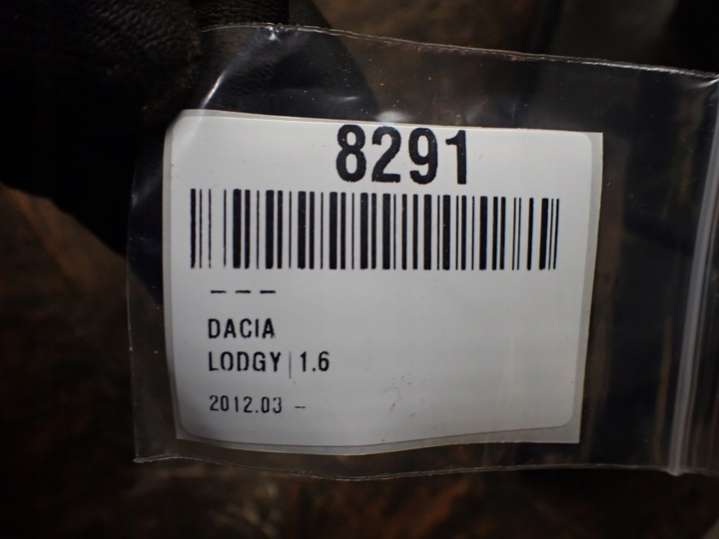 8291
---
DACIA
LODGY|1.6
2012.03 -